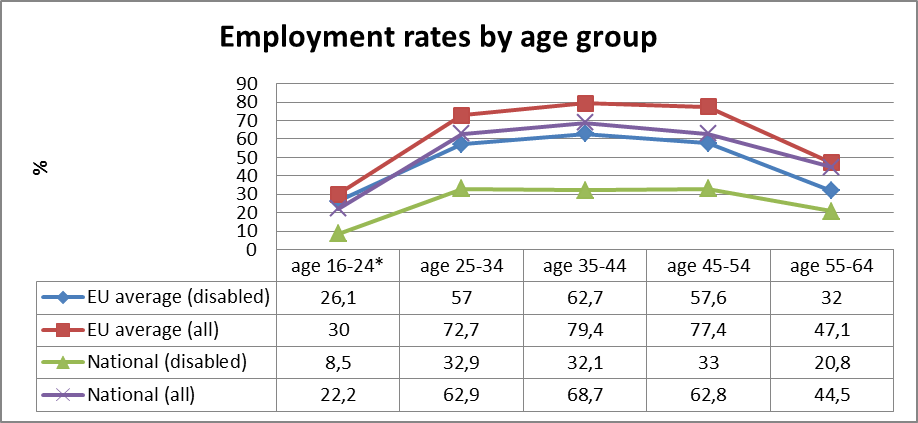 Employment rates by age group
%
90
80
70
60
50
40
30
20
10
0
age 16-24* age 25-34 age 35-44 age 45-54 age 55-64
EU average (disabled) 26,1 57 62,7 57,6 32
EU average (all) 30 72,7 79,4 77,4 47,1
National (disabled) 8,5 32,9 32,1 33 20,8
National (all) 22,2 62,9 68,7 62,8 44,5